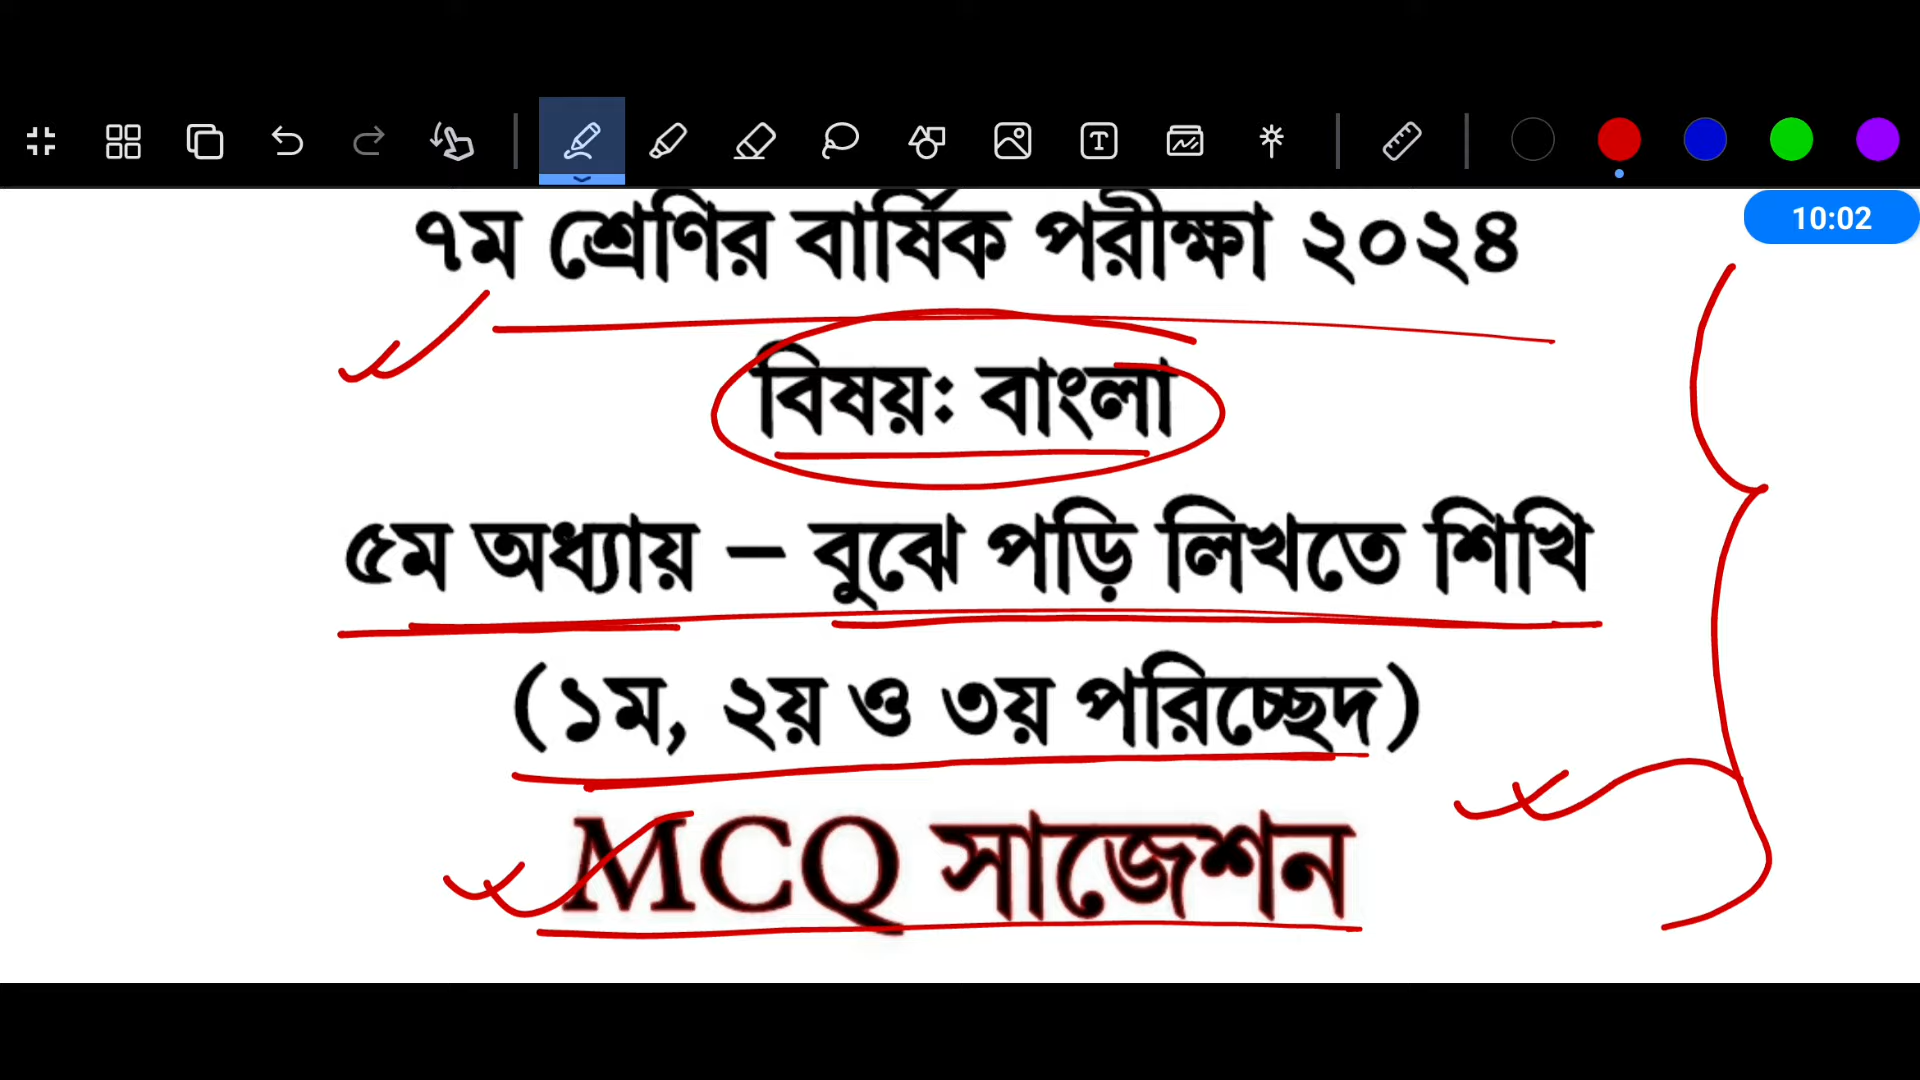 10:02
৭ম শ্রেণির বার্ষিক পরীক্ষা ২০২৪
বিষয়: বাংলা
৫ম অধ্যায় – বুঝে পড়ি লিখতে শিখি
(১ম, ২য় ও ৩য় পরিচ্ছেদ)
MCQ সাজেশন